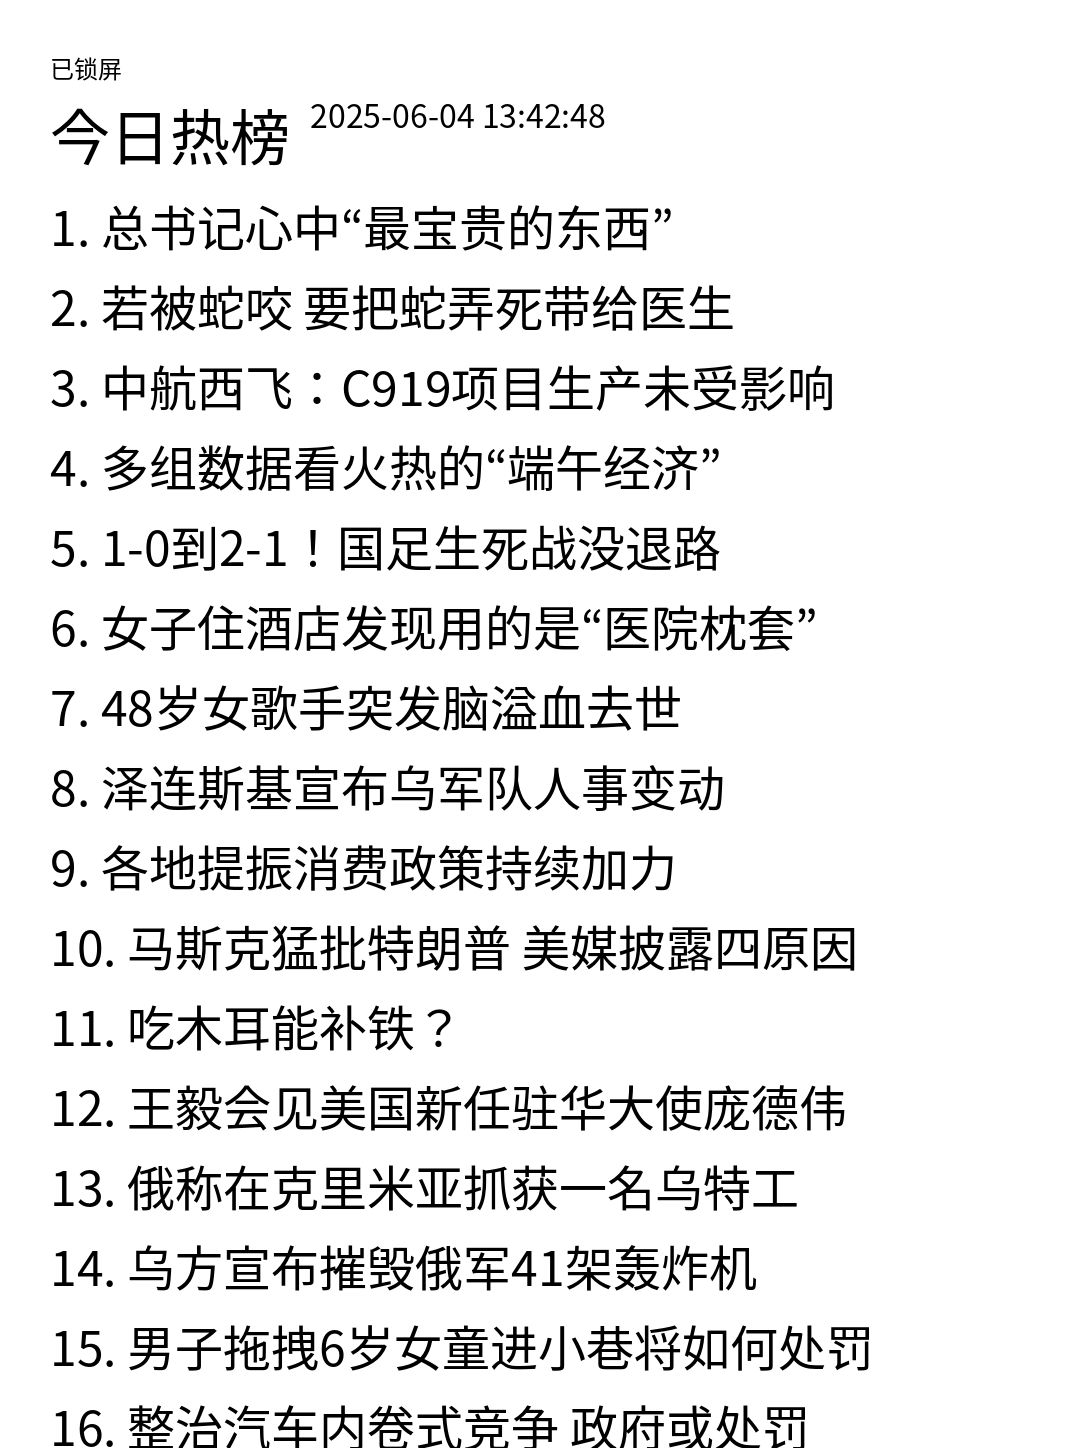 已锁屏
今日热榜 2025-06-04 13:42:48
1. 总书记心中“最宝贵的东西”
2. 若被蛇咬 要把蛇弄死带给医生
3. 中航西飞：C919项目生产未受影响
4. 多组数据看火热的“端午经济”
5. 1-0到2-1！国足生死战没退路
6. 女子住酒店发现用的是“医院枕套”
7. 48岁女歌手突发脑溢血去世
8. 泽连斯基宣布乌军队人事变动
9. 各地提振消费政策持续加力
10. 马斯克猛批特朗普 美媒披露四原因
11. 吃木耳能补铁？
12. 王毅会见美国新任驻华大使庞德伟
13. 俄称在克里米亚抓获一名乌特工
14. 乌方宣布摧毁俄军41架轰炸机
15. 男子拖拽6岁女童进小巷将如何处罚
16. 整治汽车内卷式竞争 政府或处罚